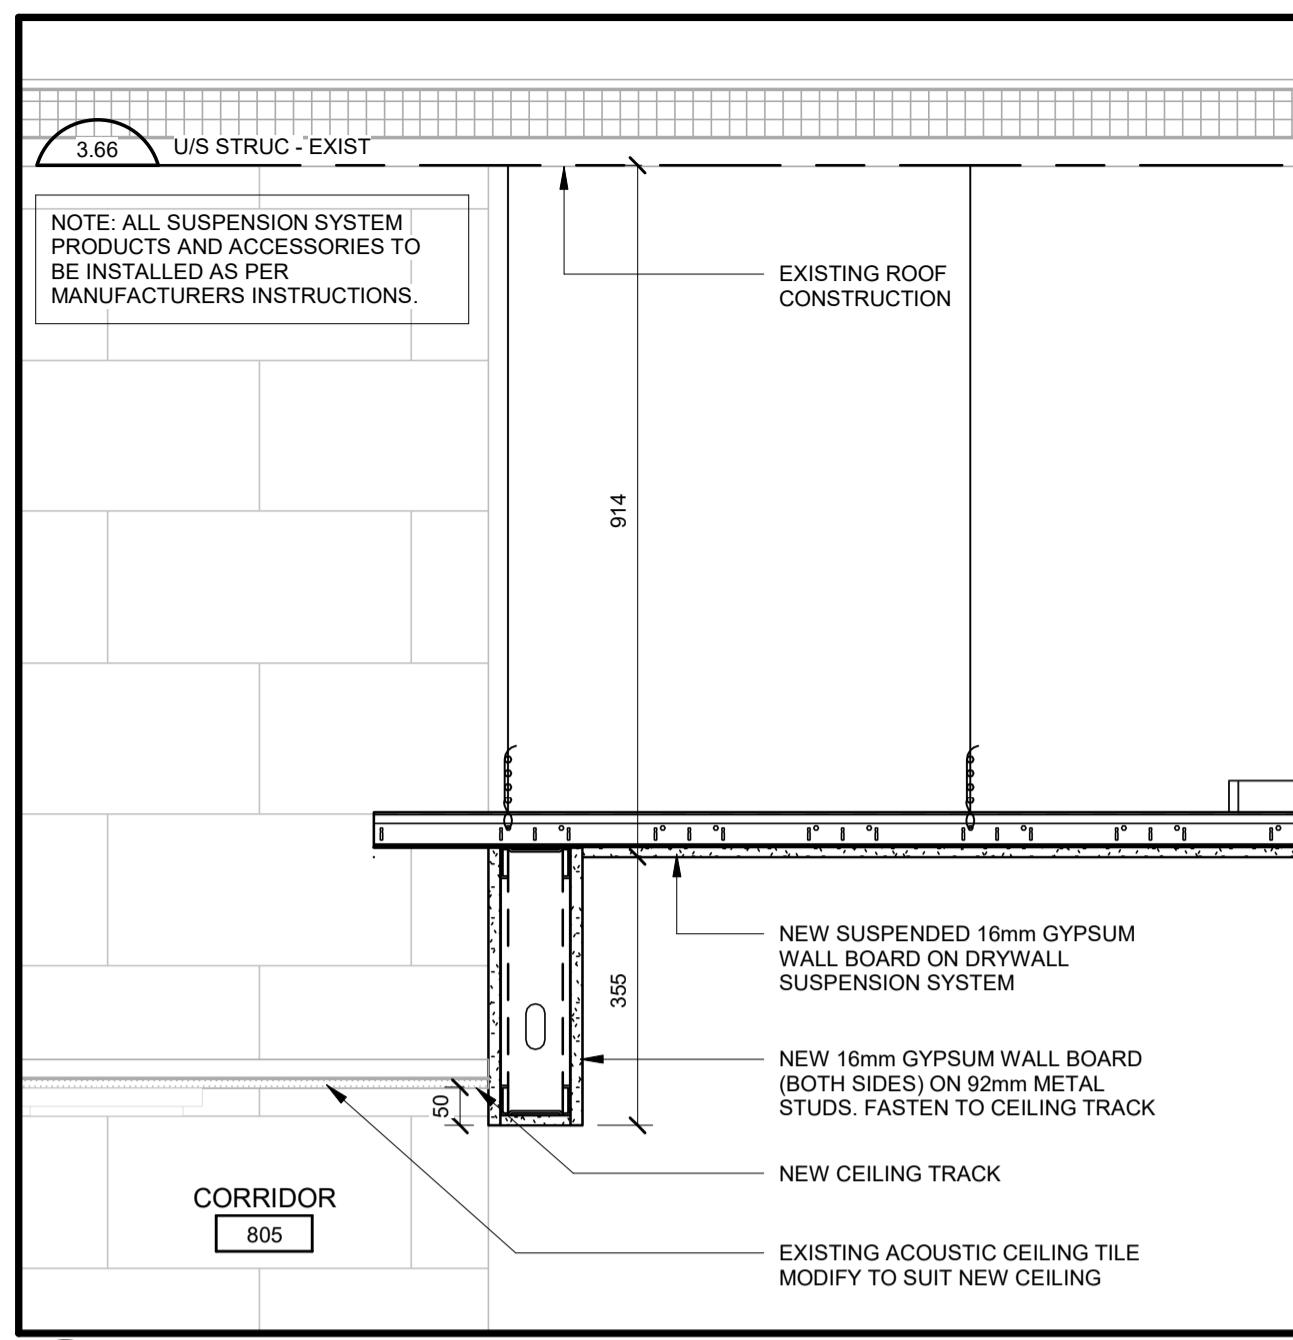 3.66
U/S STRUC - EXIST
NOTE: ALL SUSPENSION SYSTEM
PRODUCTS AND ACCESSORIES TO
BE INSTALLED AS PER
MANUFACTURERS INSTRUCTIONS.
EXISTING ROOF
CONSTRUCTION
914
NEW SUSPENDED 16mm GYPSUM
WALL BOARD ON DRYWALL
SUSPENSION SYSTEM
355
NEW 16mm GYPSUM WALL BOARD
(BOTH SIDES) ON 92mm METAL
STUDS. FASTEN TO CEILING TRACK
50
NEW CEILING TRACK
CORRIDOR
805
EXISTING ACOUSTIC CEILING TILE
MODIFY TO SUIT NEW CEILING